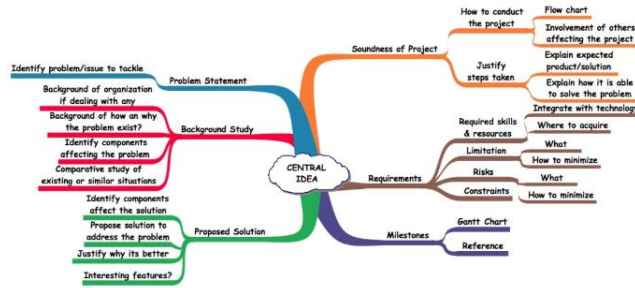 CENTRAL
IDEA
Problem Statement
Identify problem/issue to tackle
Background Study
Background of organization
if dealing with any
Background of how an why
the problem exist?
Identify components
affecting the problem
Comparative study of
existing or similar situations
Proposed Solution
Identify components
affect the solution
Propose solution to
address the problem
Justify why its better
Interesting features?
Soundness of Project
How to conduct
the project
Flow chart
Involvement of others
affecting the project
Justify
steps taken
Explain expected
product/solution
Explain how it is able
to solve the problem
Requirements
Required skills
& resources
Integrate with technology
Where to acquire
Limitation
What
How to minimize
Risks
What
Constraints
How to minimize
Milestones
Gantt Chart
Reference